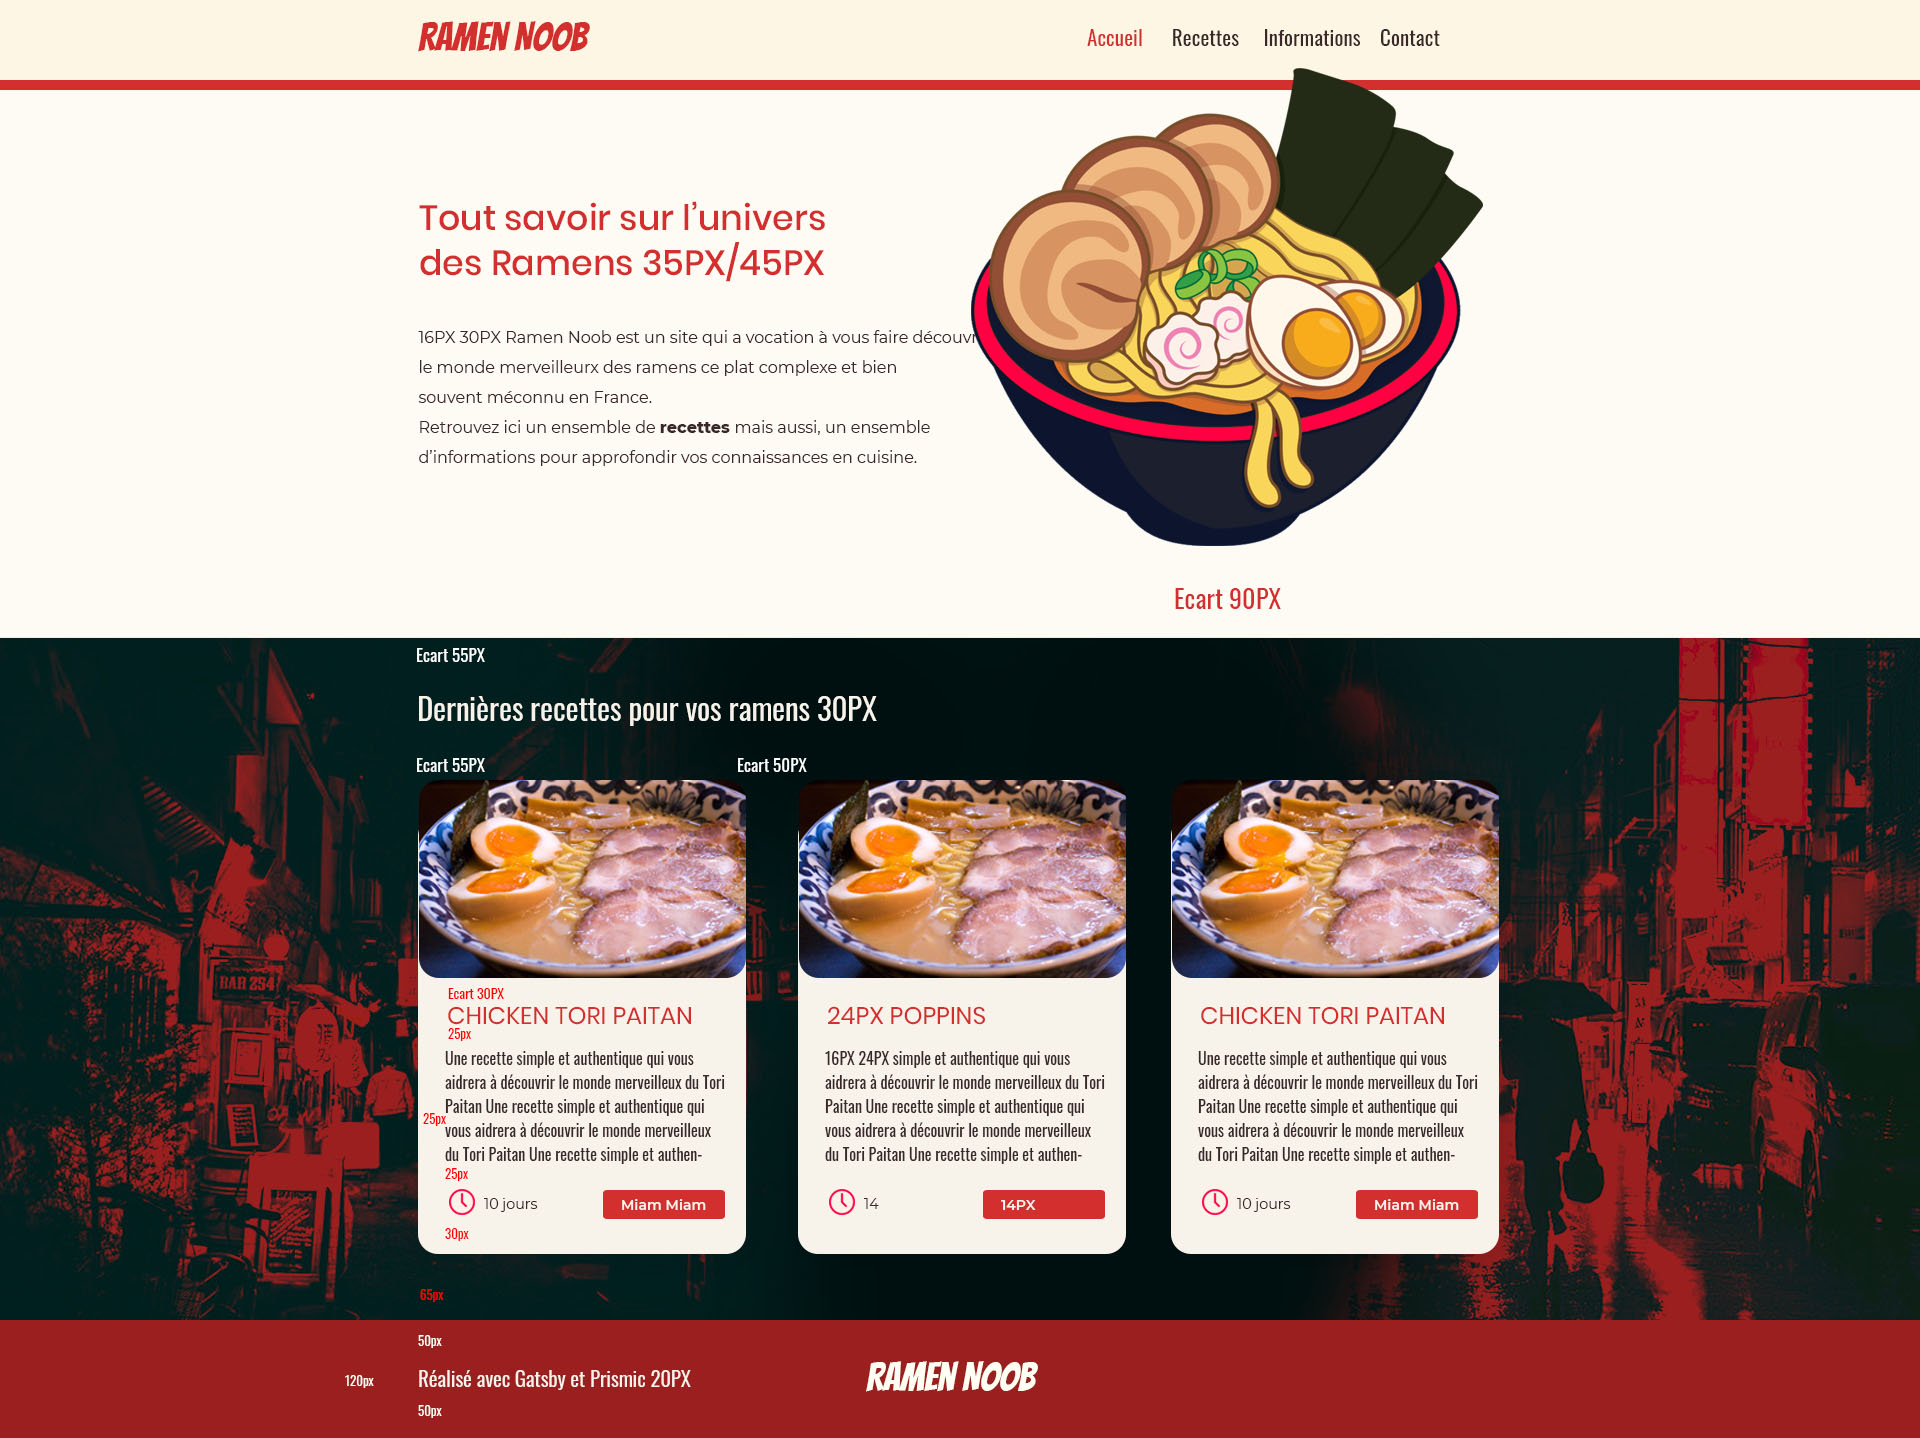 RAMEN NOOB
Accueil Recettes Informations Contact
Tout savoir sur l’univers
des Ramens 35PX/45PX
16PX 30PX Ramen Noob est un site qui a vocation à vous faire découvr
le monde merveilleurx des ramens ce plat complexe et bien
souvent méconnu en France.
Retrouvez ici un ensemble de recettes mais aussi, un ensemble
d’informations pour approfondir vos connaissances en cuisine.
Ecart 90PX
Ecart 55PX
Dernières recettes pour vos ramens 30PX
Ecart 55PX
Ecart 50PX
BAR 254
Ecart 30PX
CHICKEN TORI PAITAN
25px
Une recette simple et authentique qui vous
aidrera à découvrir le monde merveilleux du Tori
Paitan Une recette simple et authentique qui
25px
vous aidrera à découvrir le monde merveilleux
du Tori Paitan Une recette simple et authen-
25px
10 jours
Miam Miam
30px
24PX POPPINS
16PX 24PX simple et authentique qui vous
aidrera à découvrir le monde merveilleux du Tori
Paitan Une recette simple et authentique qui
vous aidrera à découvrir le monde merveilleux
du Tori Paitan Une recette simple et authen-
14
14PX
CHICKEN TORI PAITAN
Une recette simple et authentique qui vous
aidrera à découvrir le monde merveilleux du Tori
Paitan Une recette simple et authentique qui
vous aidrera à découvrir le monde merveilleux
du Tori Paitan Une recette simple et authen-
10 jours
Miam Miam
65px
50px
120px
Réalisé avec Gatsby et Prismic 20PX
50px
RAMEN NOOB